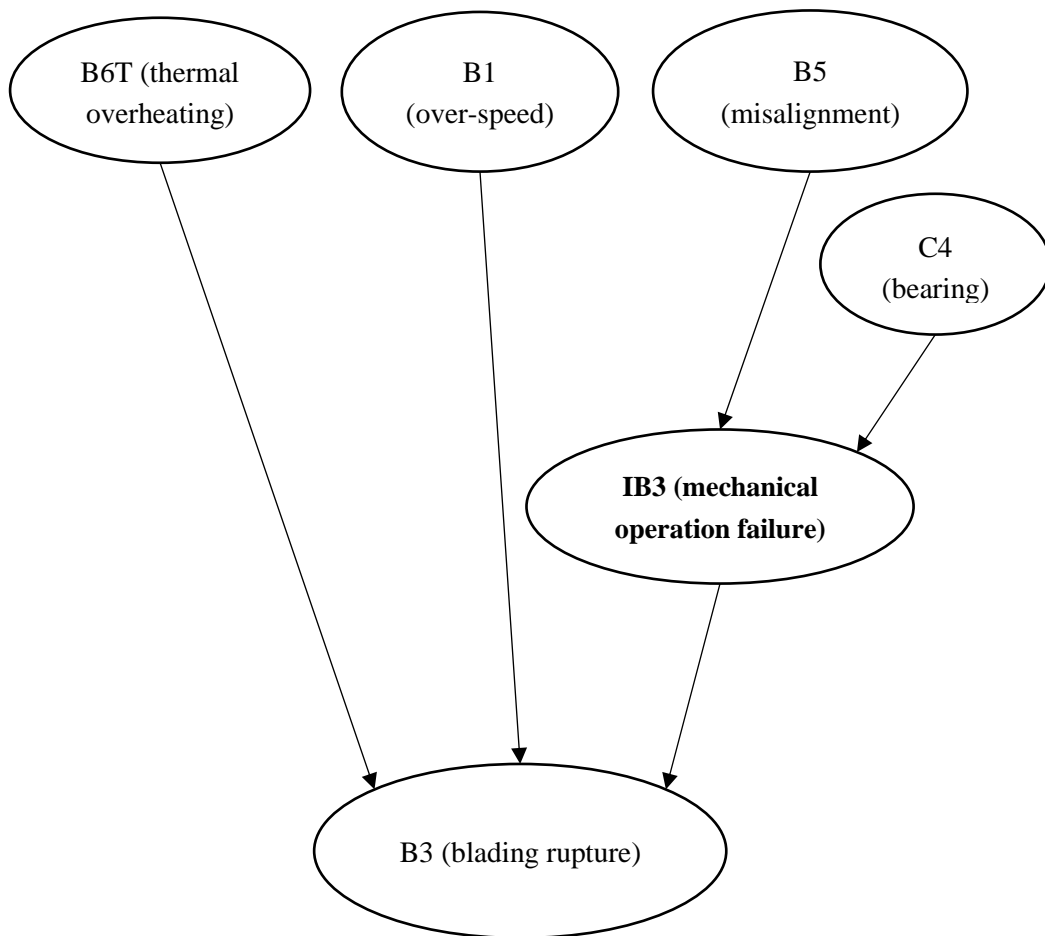 B6T (thermal
overheating)
B1
(over-speed)
B5
(misalignment)
C4
(bearing)
IB3 (mechanical
operation failure)
B3 (blading rupture)